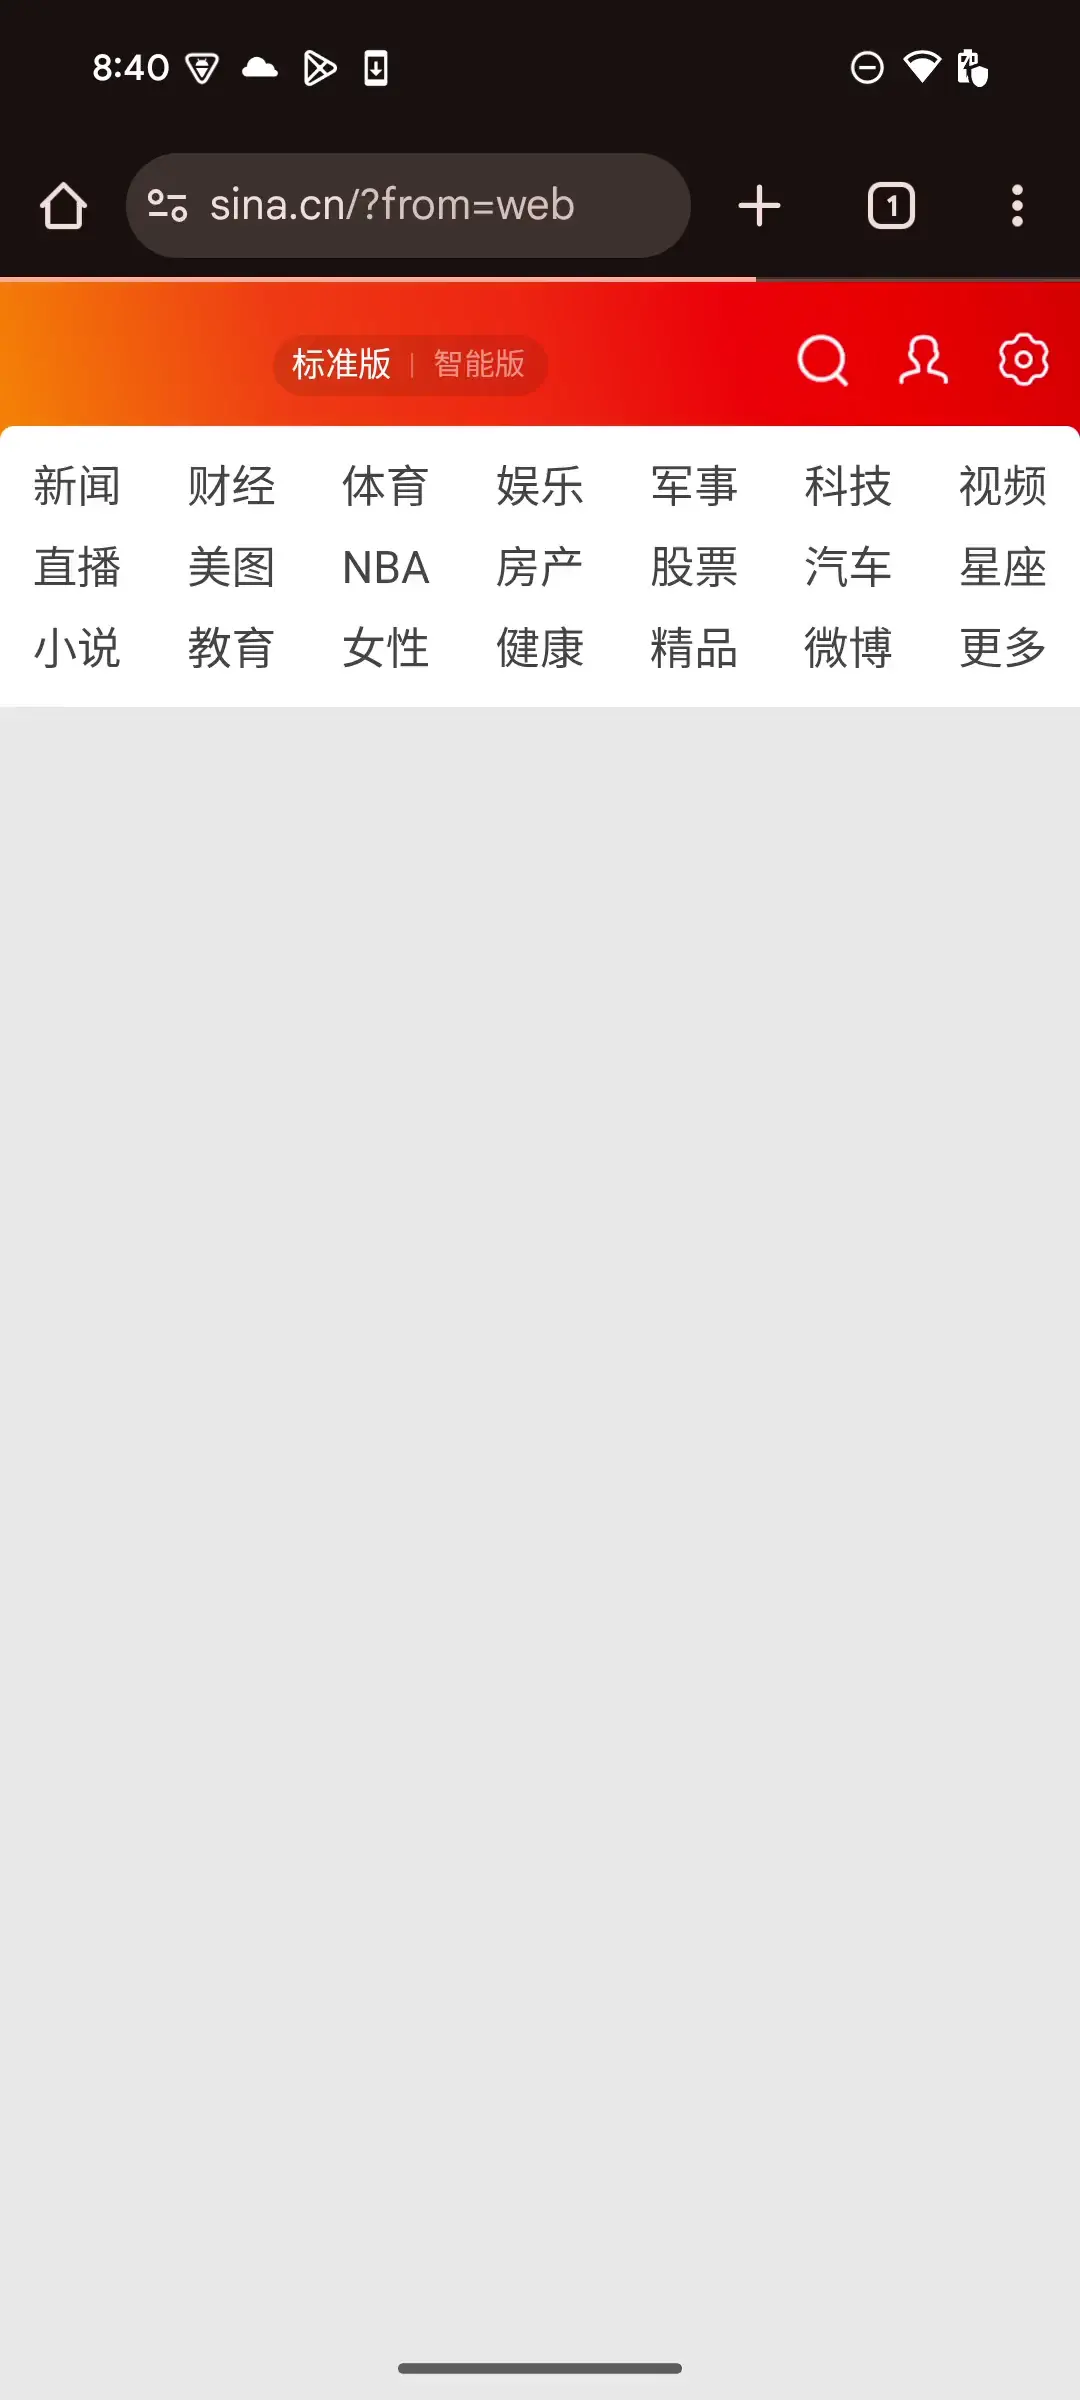 8:40
sina.cn/?from=web
1
标准版 | 智能版
新闻 财经 体育 娱乐 军事 科技 视频
直播 美图 NBA 房产 股票 汽车 星座
小说 教育 女性 健康 精品 微博 更多